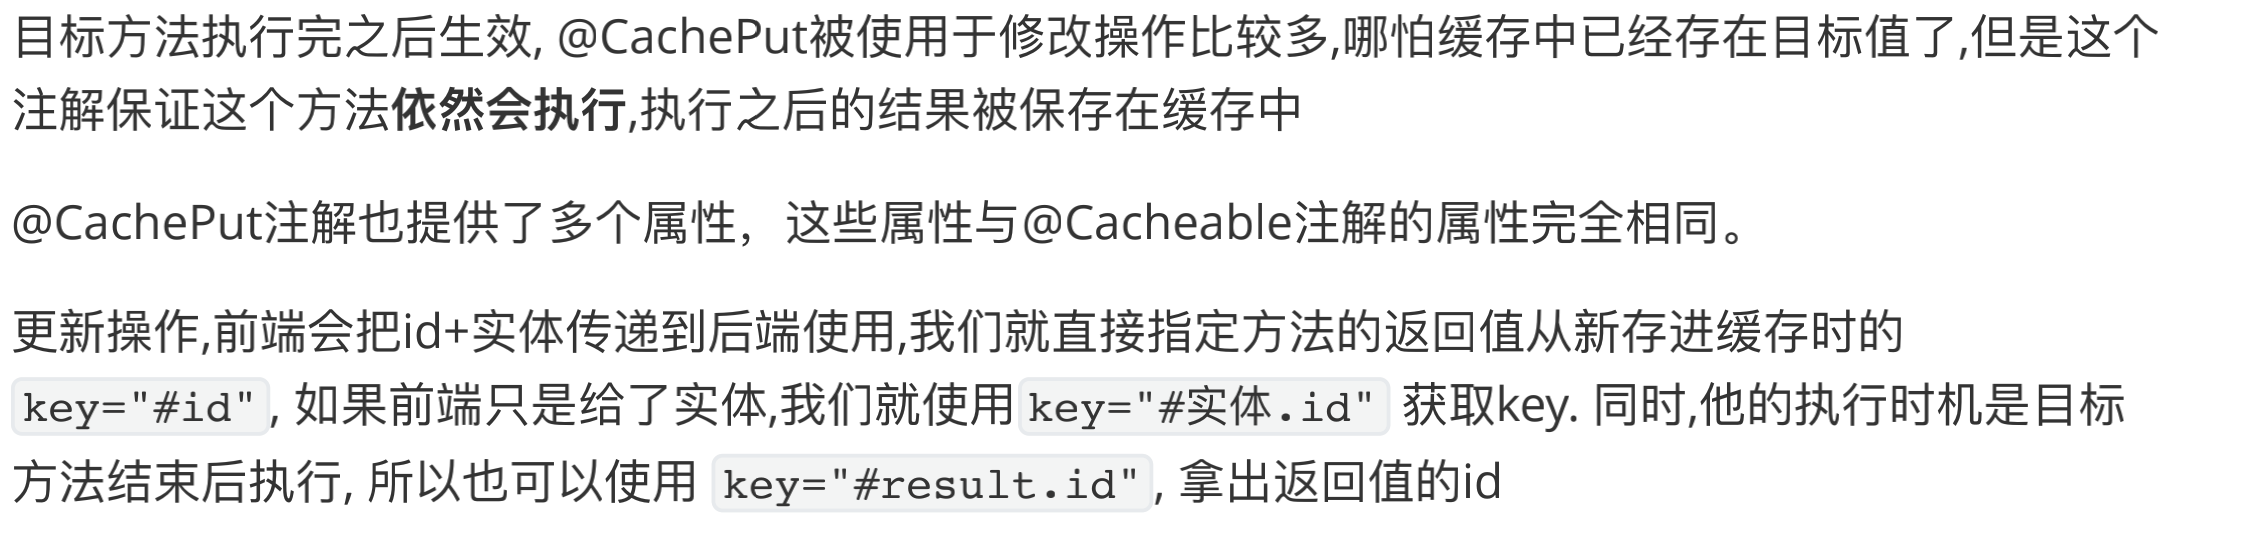 目标方法执行完之后生效, @CachePut被使用于修改操作比较多,哪怕缓存中已经存在目标值了,但是这个
注解保证这个方法依然会执行,执行之后的结果被保存在缓存中
@CachePut注解也提供了多个属性，这些属性与@Cacheable注解的属性完全相同。
更新操作,前端会把id+实体传递到后端使用,我们就直接指定方法的返回值从新存进缓存时的
key="#id", 如果前端只是给了实体,我们就使用key="#实体.id" 获取key. 同时,他的执行时机是目标
方法结束后执行, 所以也可以使用 key="#result.id", 拿出返回值的id